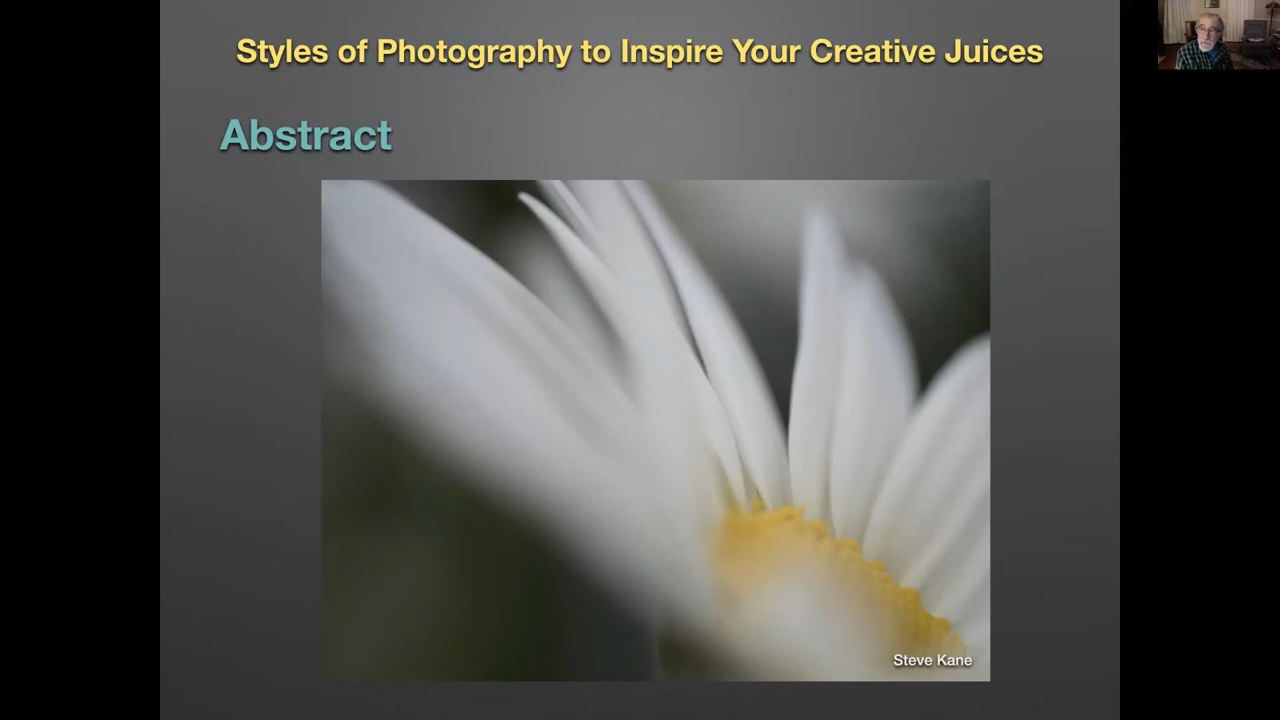 Styles of Photography to Inspire Your Creative Juices
Abstract
Steve Kane